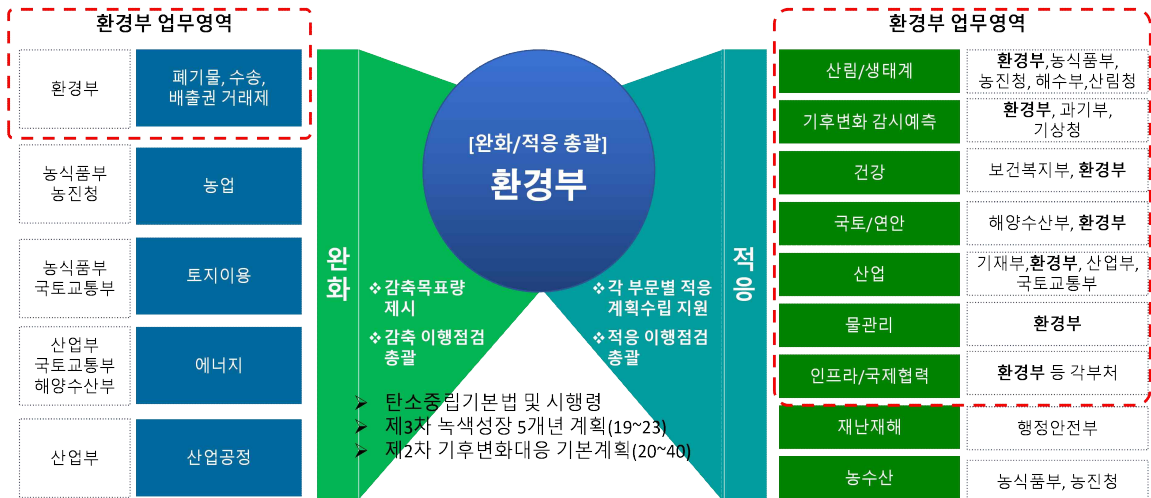 환경부 업무영역
환경부
폐기물, 수송,
배출권 거래제
농식품부
농진청
농업
농식품부
국토교통부
토지이용
산업부
국토교통부
해양수산부
에너지
산업부
산업공정
완화
[완화/적응 총괄]
환경부
❖감축목표량
제시
❖감축 이행점검
총괄
❖각 부문별 적응
계획수립 지원
❖적응 이행점검
총괄
적응
➢ 탄소중립기본법 및 시행령
➢ 제3차 녹색성장 5개년 계획(19~23)
➢ 제2차 기후변화대응 기본계획(20~40)
환경부 업무영역
산림/생태계
환경부,농식품부,
농진청, 해수부,산림청
기후변화 감시예측
환경부, 과기부,
기상청
건강
보건복지부, 환경부
국토/연안
해양수산부, 환경부
산업
기재부,환경부, 산업부,
국토교통부
물관리
환경부
인프라/국제협력
환경부 등 각부처
재난재해
행정안전부
농수산
농식품부, 농진청